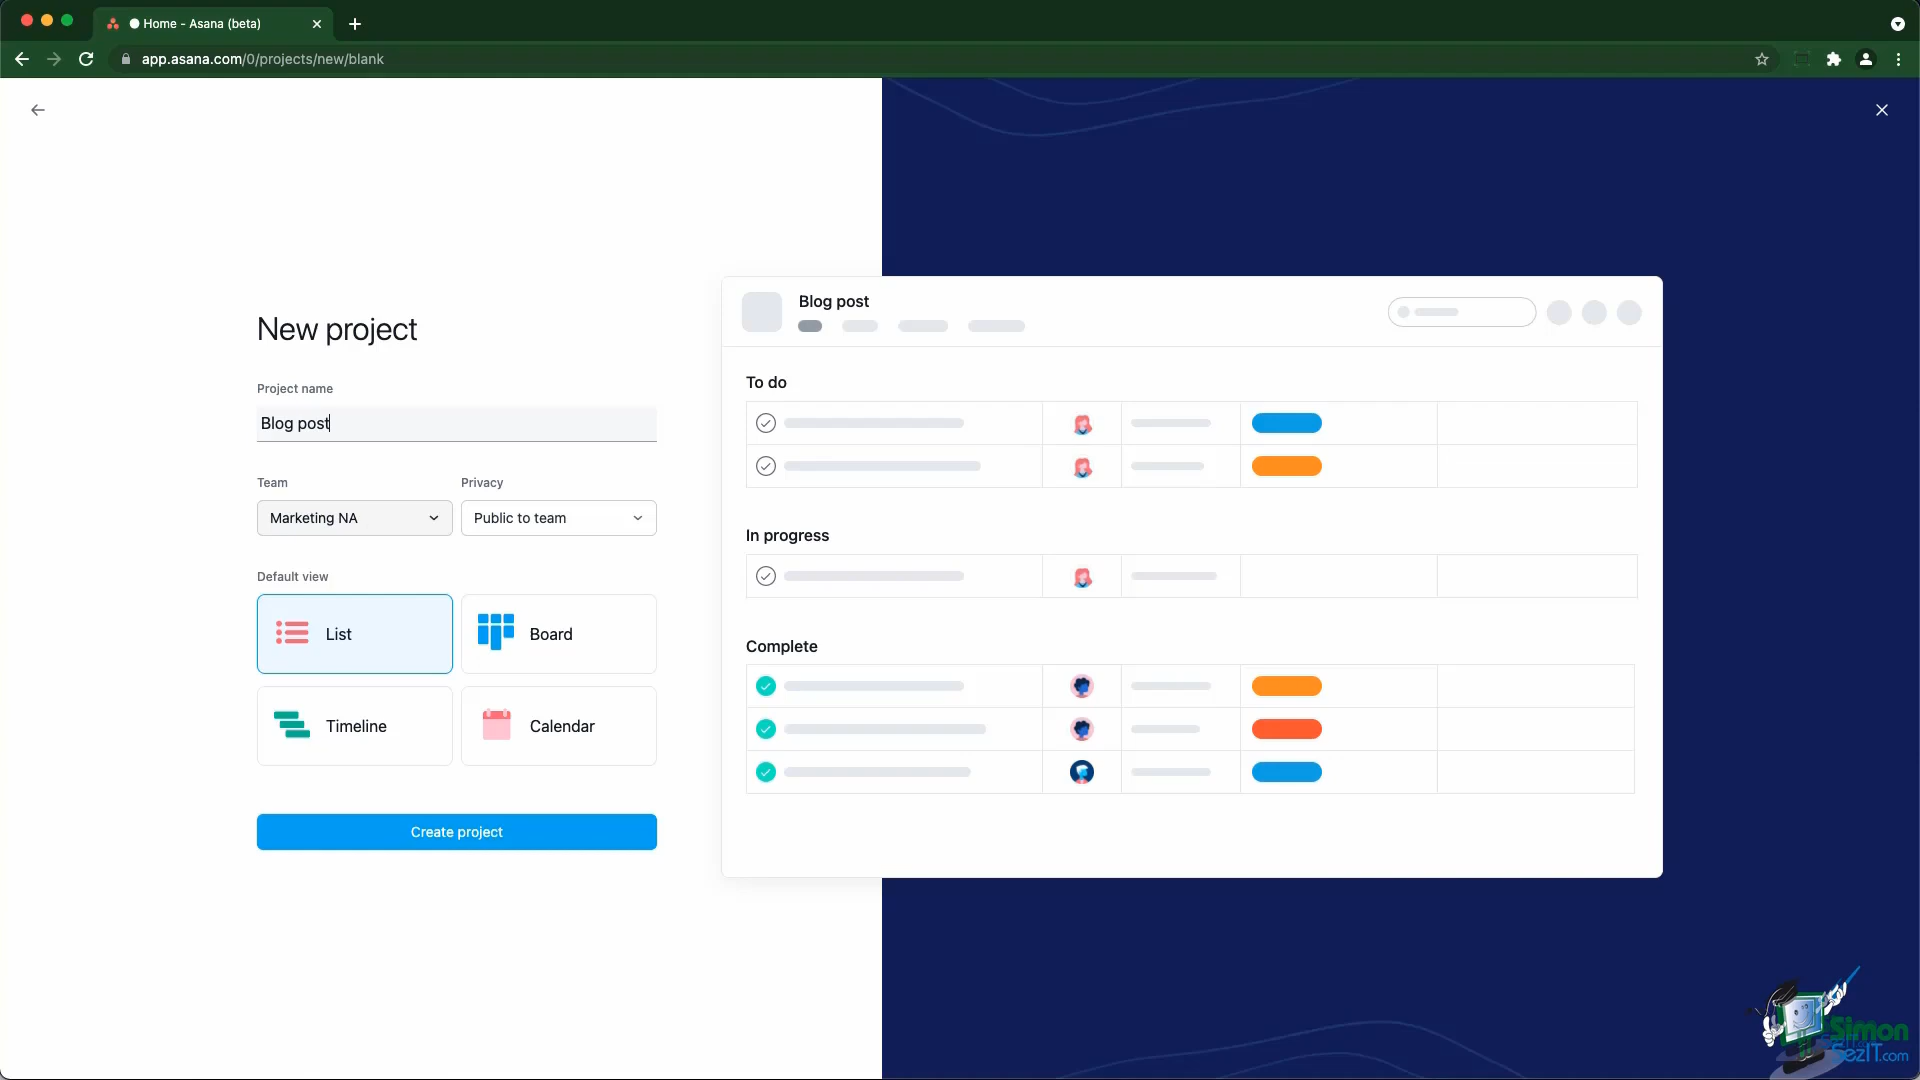 Home - Asana (beta)
app.asana.com/0/projects/new/blank
New project
Project name
Blog post
Team
Privacy
Marketing NA
Public to team
Default view
List
Board
Timeline
Calendar
Create project
Blog post
To do
In progress
Complete
Simon
SezIT.com